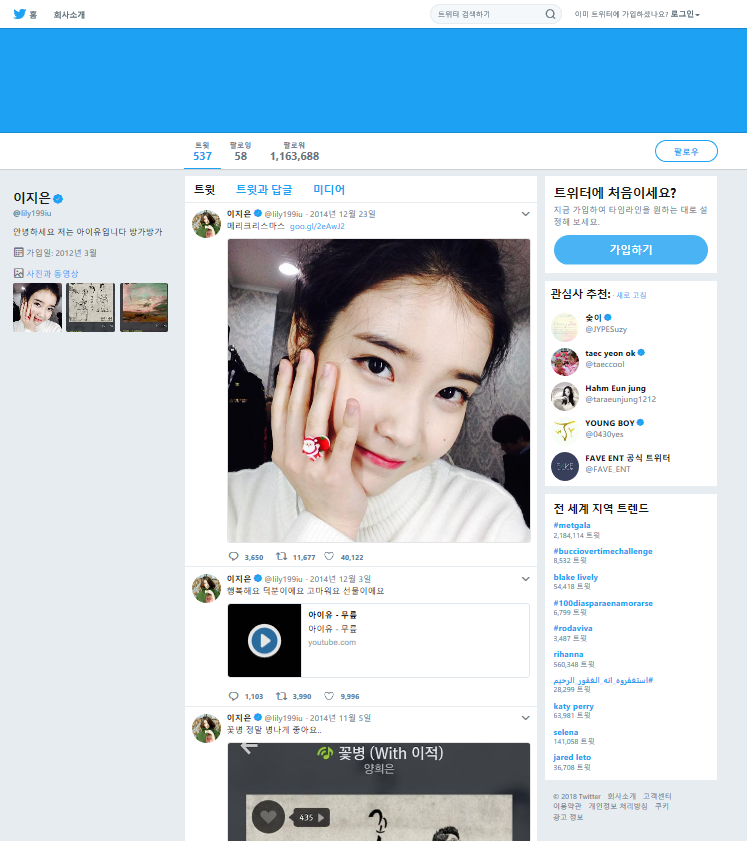 홈 회사소개 트위터 검색하기 이미 트위터에 가입하셨나요? 로그인
트윗 팔로잉 팔로워
537 58 1,163,688
팔로우
이지은
@lily199iu
안녕하세요 저는 아이유입니다 방가방가
가입일: 2012년 3월
사진과 동영상
트윗 트윗과 답글 미디어
이지은 @lily199iu · 2014년 12월 23일
메리크리스마스 goo.gl/2eAwJ2
3,650 11,677 40,122
이지은 @lily199iu · 2014년 12월 3일
행복해요 덕분이에요 고마워요 선물이에요
아이유 - 무릎
아이유 - 무릎
youtube.com
1,103 3,990 9,996
이지은 @lily199iu · 2014년 11월 5일
꽃병 정말 병나게 좋아요..
꽃병 (With 이적)
양희은
435
트위터에 처음이세요?
지금 가입하여 타임라인을 원하는 대로 설
정해 보세요.
가입하기
관심사 추천: · 새로 고침
숮이
@JYPESuzy
taec yeon ok
@taeccool
Hahm Eun jung
@taraeunjung1212
YOUNG BOY
@0430yes
FAVE ENT 공식 트위터
@FAVE_ENT
전 세계 지역 트렌드
#metgala
2,184,114 트윗
#bucciovertimechallenge
8,532 트윗
blake lively
54,418 트윗
#100diasparaenamorarse
6,799 트윗
#rodaviva
3,487 트윗
rihanna
560,348 트윗
#استغفروه_انه_الغفور_الرحيم
28,299 트윗
katy perry
63,981 트윗
selena
141,058 트윗
jared leto
36,708 트윗
© 2018 Twitter 회사소개 고객센터
이용약관 개인정보 처리방침 쿠키
광고 정보